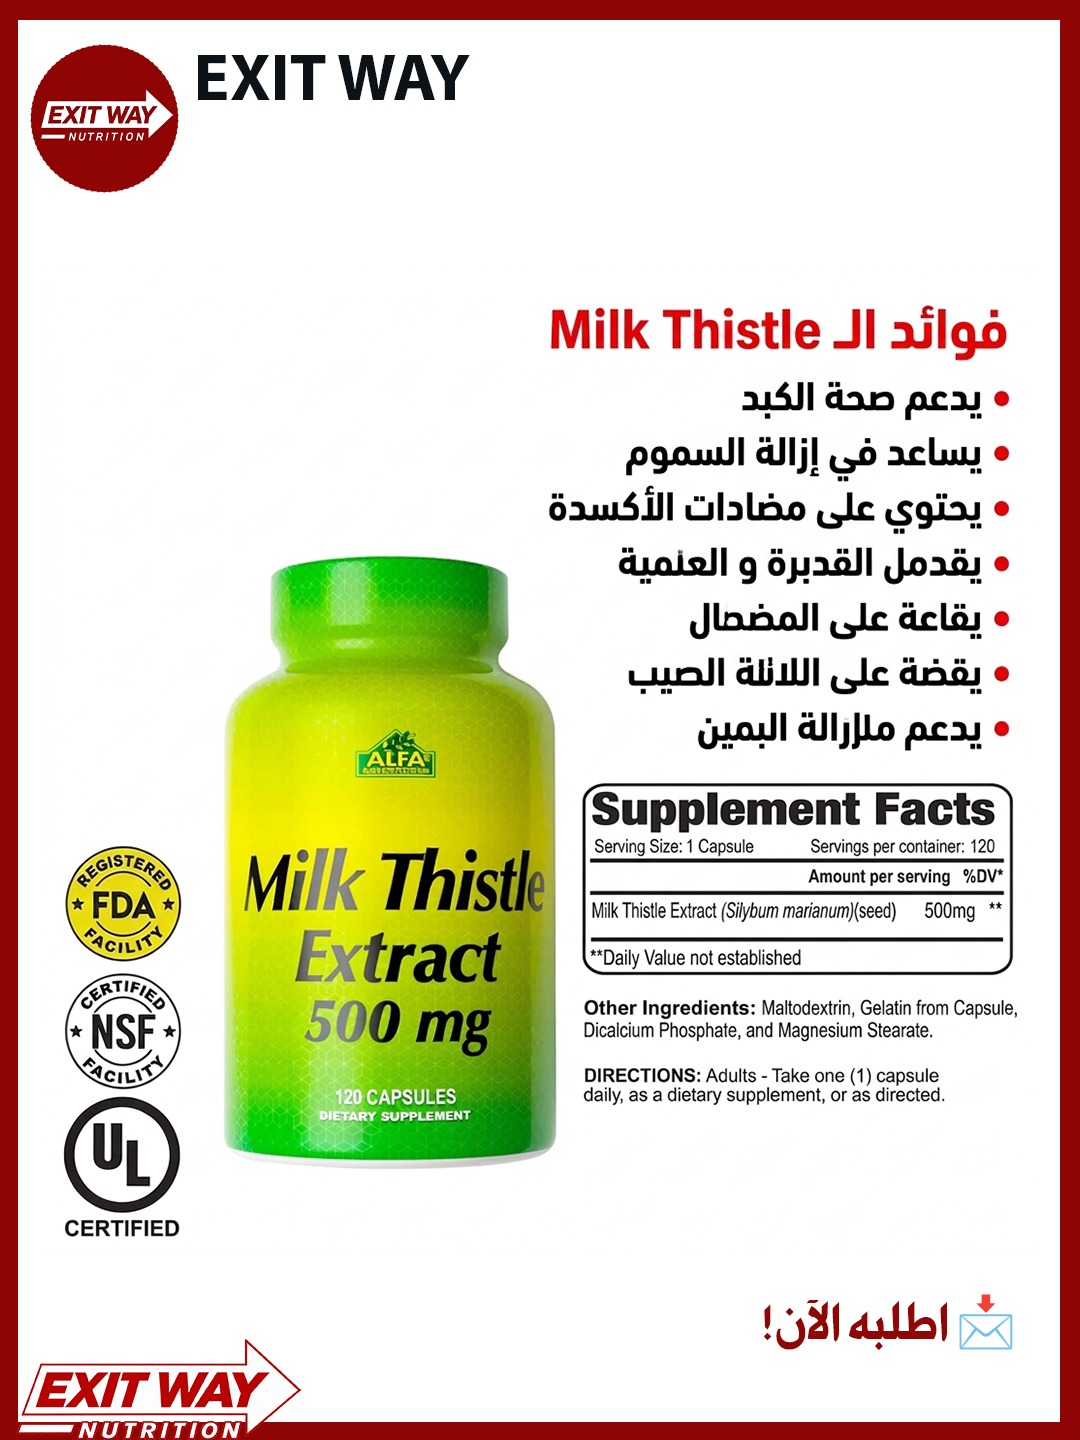 EXIT WAY
NUTRITION
EXIT WAY
فوائد الـ Milk Thistle
• يدعم صحة الكبد
• يساعد في إزالة السموم
• يحتوي على مضادات الأكسدة
• يقدمل القدبرة و العنمية
• يقاعة على المضصال
• يقضة على اللائلة الصيب
• يدعم ملإزالة البمين
ALFA
Milk Thistle
Extract
500 mg
120 CAPSULES
DIETARY SUPPLEMENT
REGISTERED
FDA
FACILITY
CERTIFIED
NSF
FACILITY
UL
CERTIFIED
Supplement Facts
Serving Size: 1 Capsule Servings per container: 120
Amount per serving %DV*
Milk Thistle Extract (Silybum marianum)(seed) 500mg **
**Daily Value not established
Other Ingredients: Maltodextrin, Gelatin from Capsule,
Dicalcium Phosphate, and Magnesium Stearate.
DIRECTIONS: Adults - Take one (1) capsule
daily, as a dietary supplement, or as directed.
اطلبه الآن!
EXIT WAY
NUTRITION